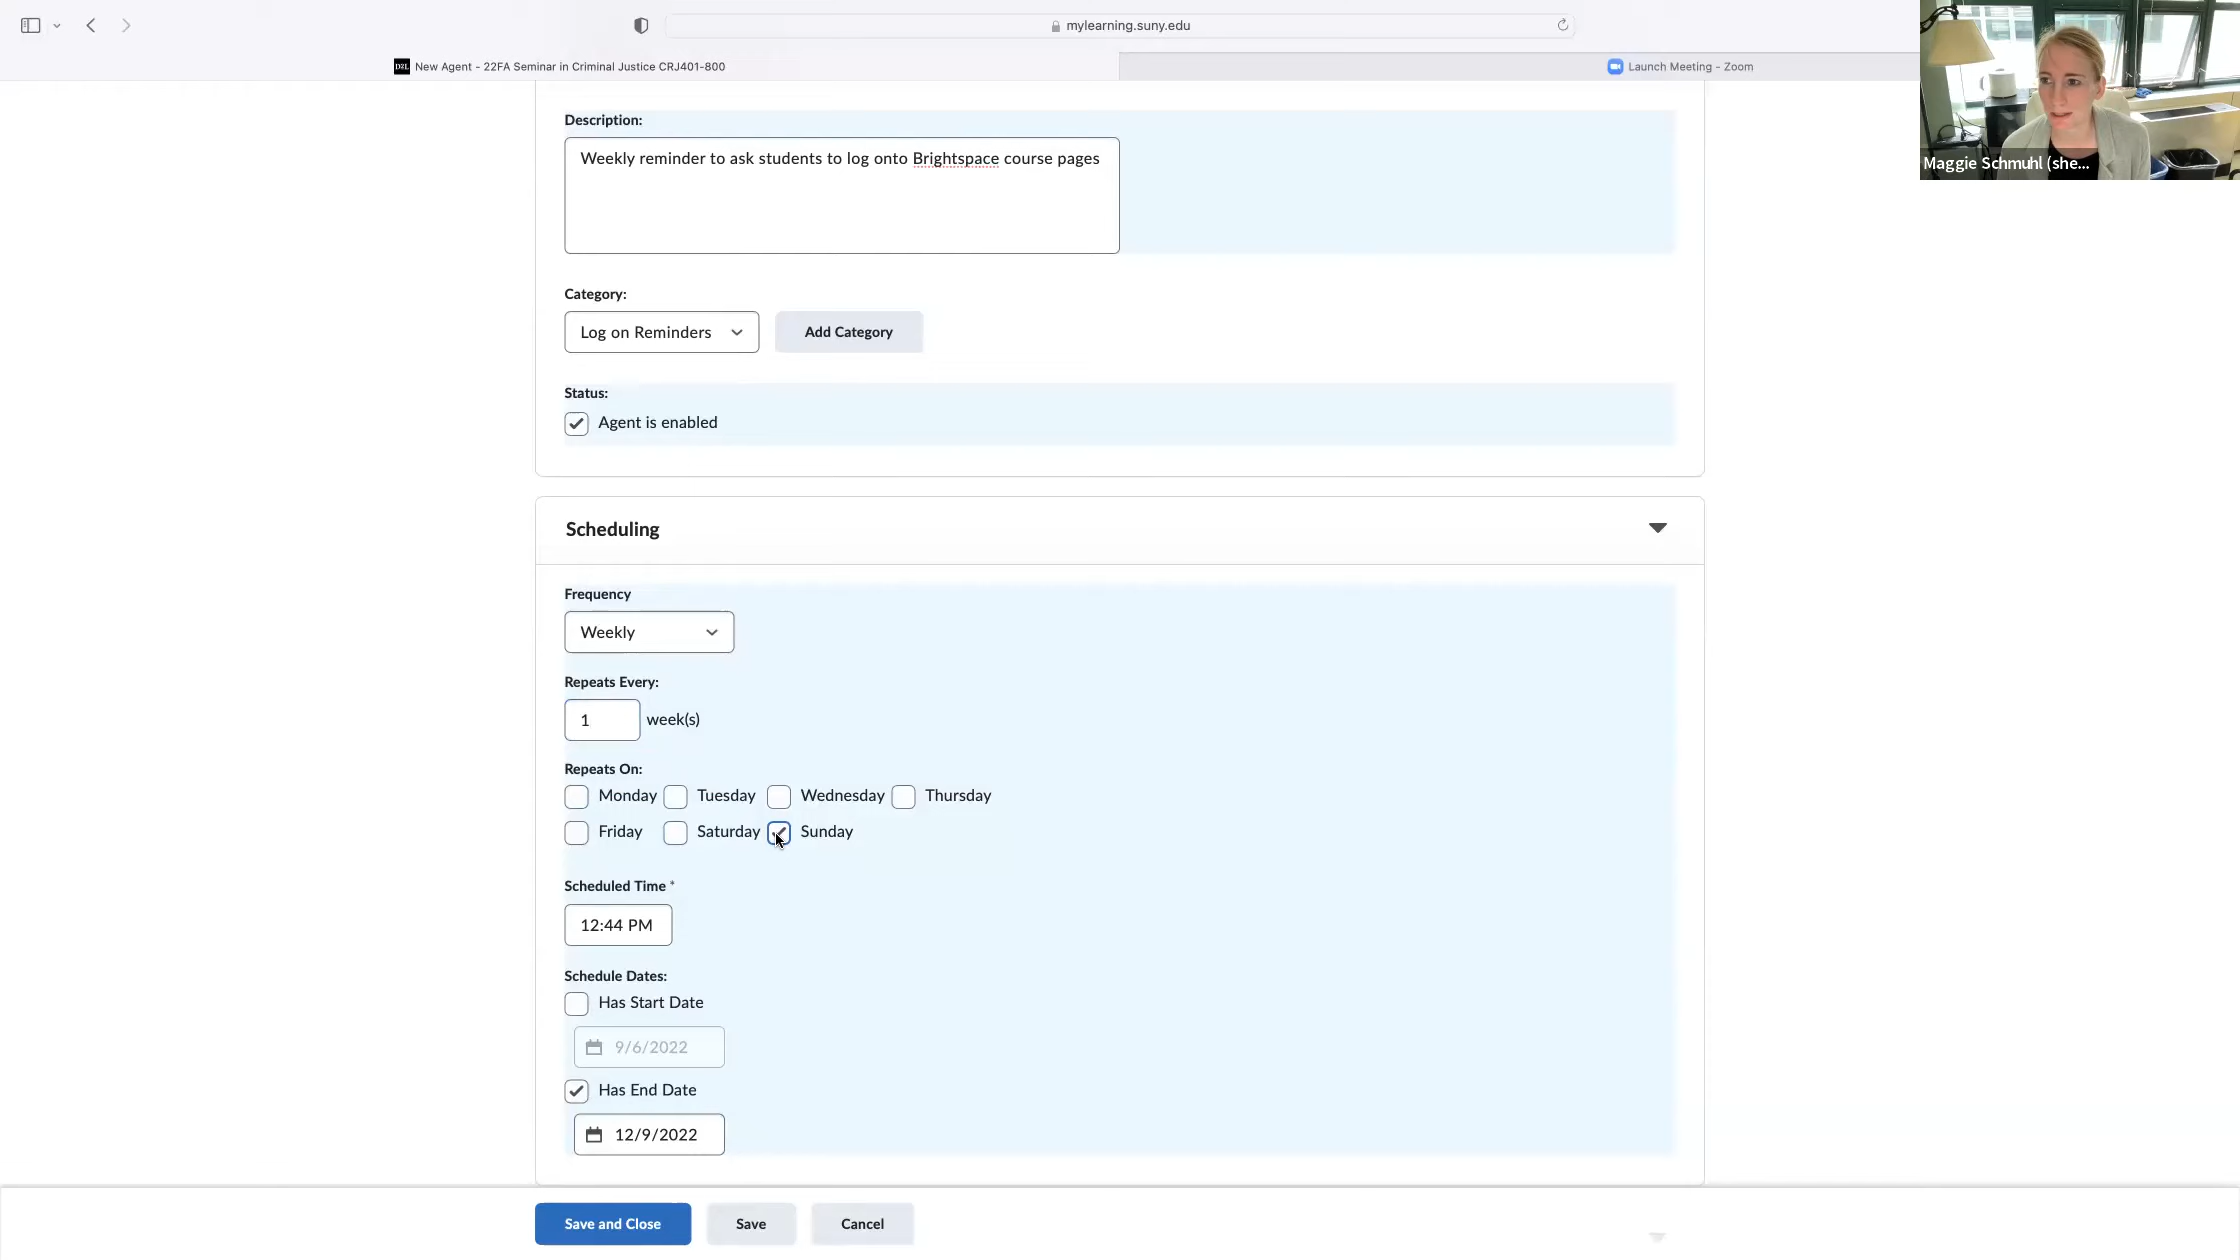 mylearning.suny.edu
D2L New Agent - 22FA Seminar in Criminal Justice CRJ401-800
Launch Meeting - Zoom
Maggie Schmuhl (she...
Description:
Weekly reminder to ask students to log onto Brightspace course pages
Category:
Log on Reminders Add Category
Status:
Agent is enabled
Scheduling
Frequency
Weekly
Repeats Every:
1 week(s)
Repeats On:
Monday Tuesday Wednesday Thursday
Friday Saturday Sunday
Scheduled Time *
12:44 PM
Schedule Dates:
Has Start Date
9/6/2022
Has End Date
12/9/2022
Save and Close Save Cancel